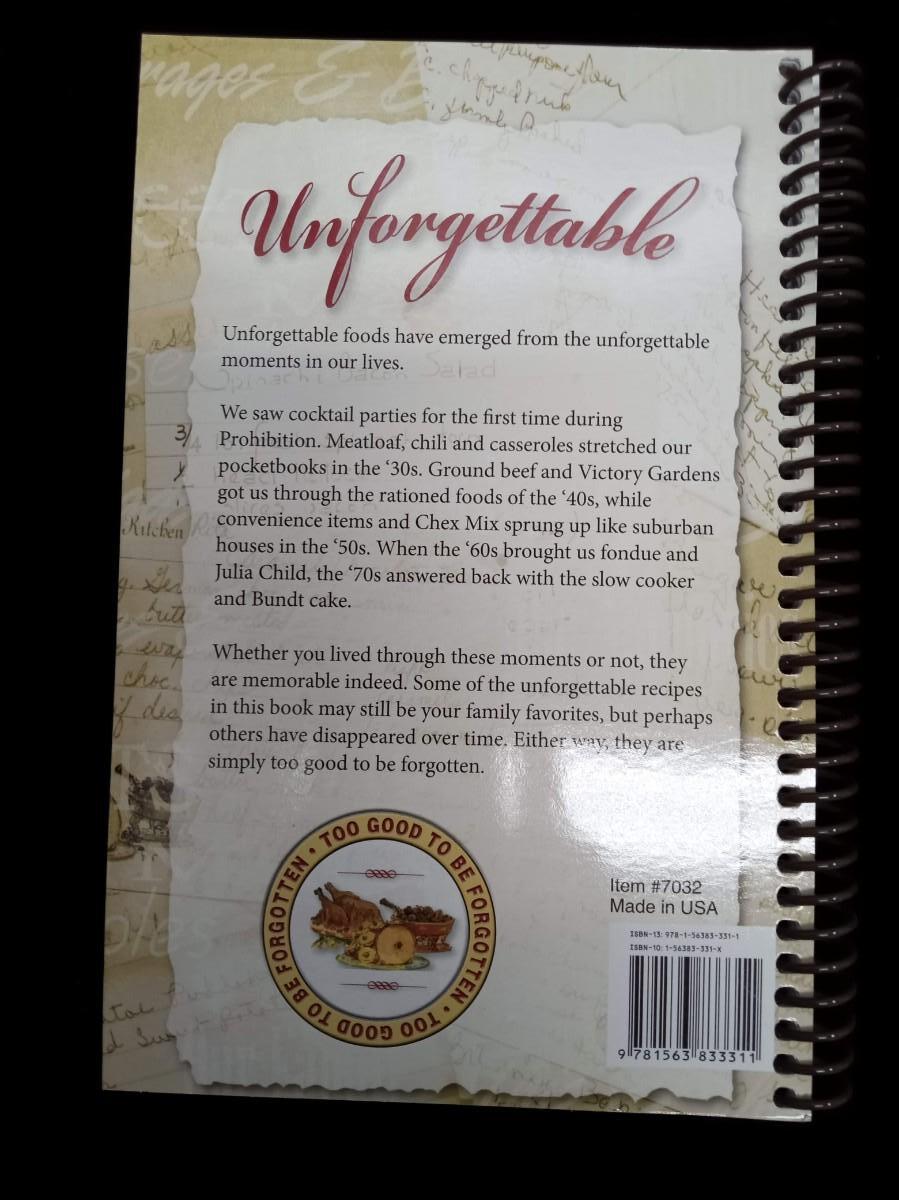 ages & B
c. chopped nuts
Unforgettable
Unforgettable foods have emerged from the unforgettable
moments in our lives.
Spinach Bacon Salad
We saw cocktail parties for the first time during
Prohibition. Meatloaf, chili and casseroles stretched our
pocketbooks in the ‘30s. Ground beef and Victory Gardens
got us through the rationed foods of the ‘40s, while
convenience items and Chex Mix sprung up like suburban
houses in the ‘50s. When the ‘60s brought us fondue and
Julia Child, the ‘70s answered back with the slow cooker
and Bundt cake.
Kitchen
choc.
Whether you lived through these moments or not, they
are memorable indeed. Some of the unforgettable recipes
in this book may still be your family favorites, but perhaps
others have disappeared over time. Either way, they are
simply too good to be forgotten.
TOO GOOD TO BE FORGOTTEN • TOO GOOD TO BE FORGOTTEN •
Item #7032
Made in USA
ISBN-13: 978-1-56383-331-1
ISBN-10: 1-56383-331-X
9 781563 833311